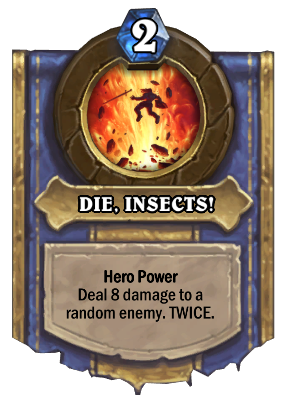 2
DIE, INSECTS!
Hero Power
Deal 8 damage to a
random enemy. TWICE.